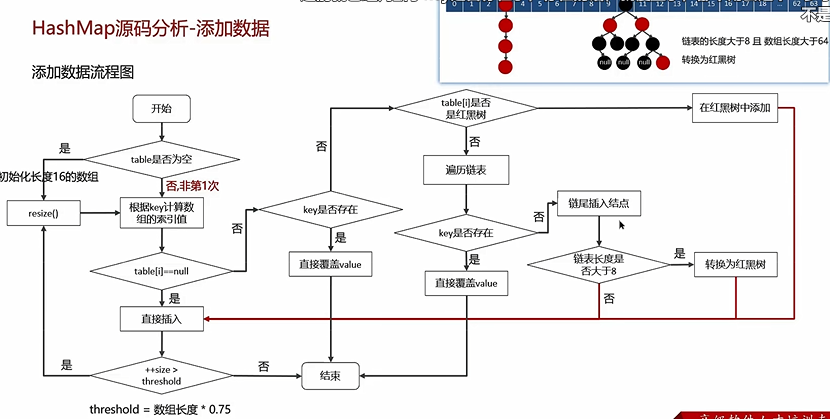 HashMap源码分析-添加数据
0 1 2 3 4 5 6 7 8 9 10 11 12 13 14 15
62 63
不是
null null null
链表的长度大于8 且 数组长度大于64
转换为红黑树
添加数据流程图
开始
table是否为空
是
否,非第1次
初始化长度16的数组
resize()
根据key计算数
组的索引值
table[i]==null
否
是
直接插入
++size >
threshold
是
否
threshold = 数组长度 * 0.75
key是否存在
否
是
直接覆盖value
结束
table[i]是否
是红黑树
否
遍历链表
key是否存在
否
是
直接覆盖value
在红黑树中添加
链尾插入结点
链表长度是
否大于8
是
否
转换为红黑树